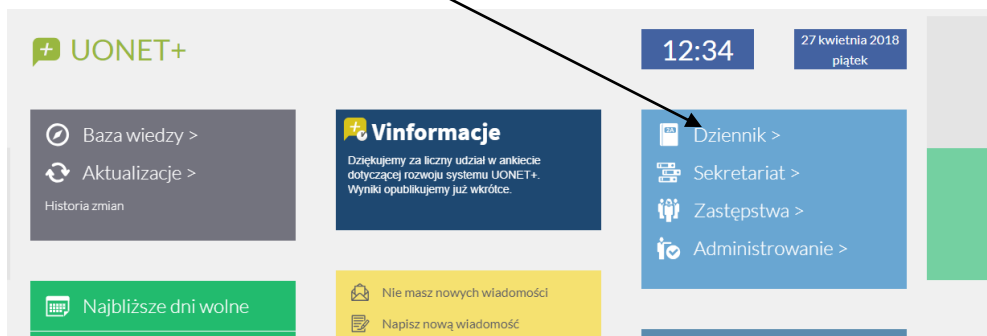 UONET+
12:34
27 kwietnia 2018
piątek
Baza wiedzy >
Aktualizacje >
Historia zmian
Vinformacje
Dziękujemy za liczny udział w ankiecie
dotyczącej rozwoju systemu UONET+.
Wyniki opublikujemy już wkrótce.
Dziennik >
Sekretariat >
Zastępstwa >
Administrowanie >
Najbliższe dni wolne
Nie masz nowych wiadomości
Napisz nową wiadomość